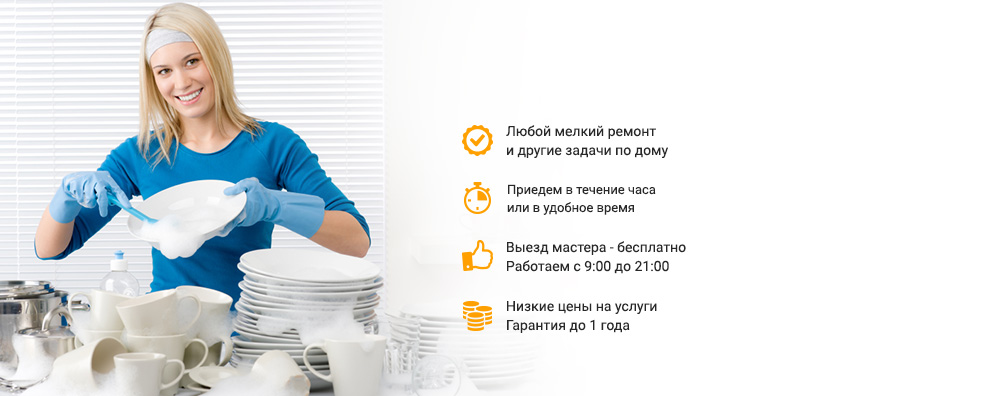 Любой мелкий ремонт
и другие задачи по дому
Приедем в течение часа
или в удобное время
Выезд мастера - бесплатно
Работаем с 9:00 до 21:00
Низкие цены на услуги
Гарантия до 1 года